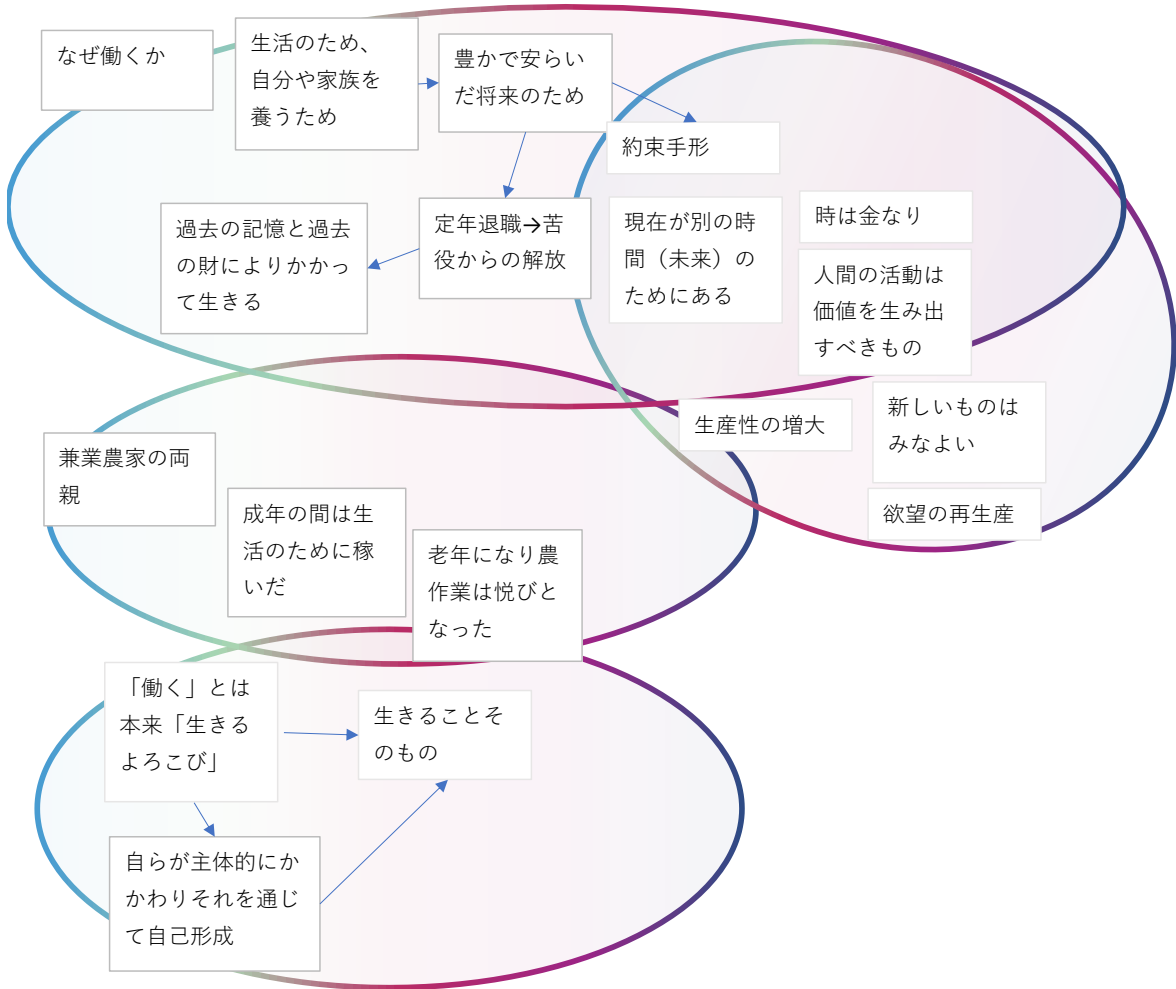 なぜ働くか
生活のため、
自分や家族を
養うため
豊かで安らい
だ将来のため
約束手形
過去の記憶と過去
の財によりかかっ
て生きる
定年退職→苦
役からの解放
現在が別の時
間（未来）の
ためにある
時は金なり
人間の活動は
価値を生み出
すべきもの
生産性の増大
新しいものは
みなよい
欲望の再生産
兼業農家の両
親
成年の間は生
活のために稼
いだ
老年になり農
作業は悦びと
なった
「働く」とは
本来「生きる
よろこび」
生きることそ
のもの
自らが主体的にか
かわりそれを通じ
て自己形成